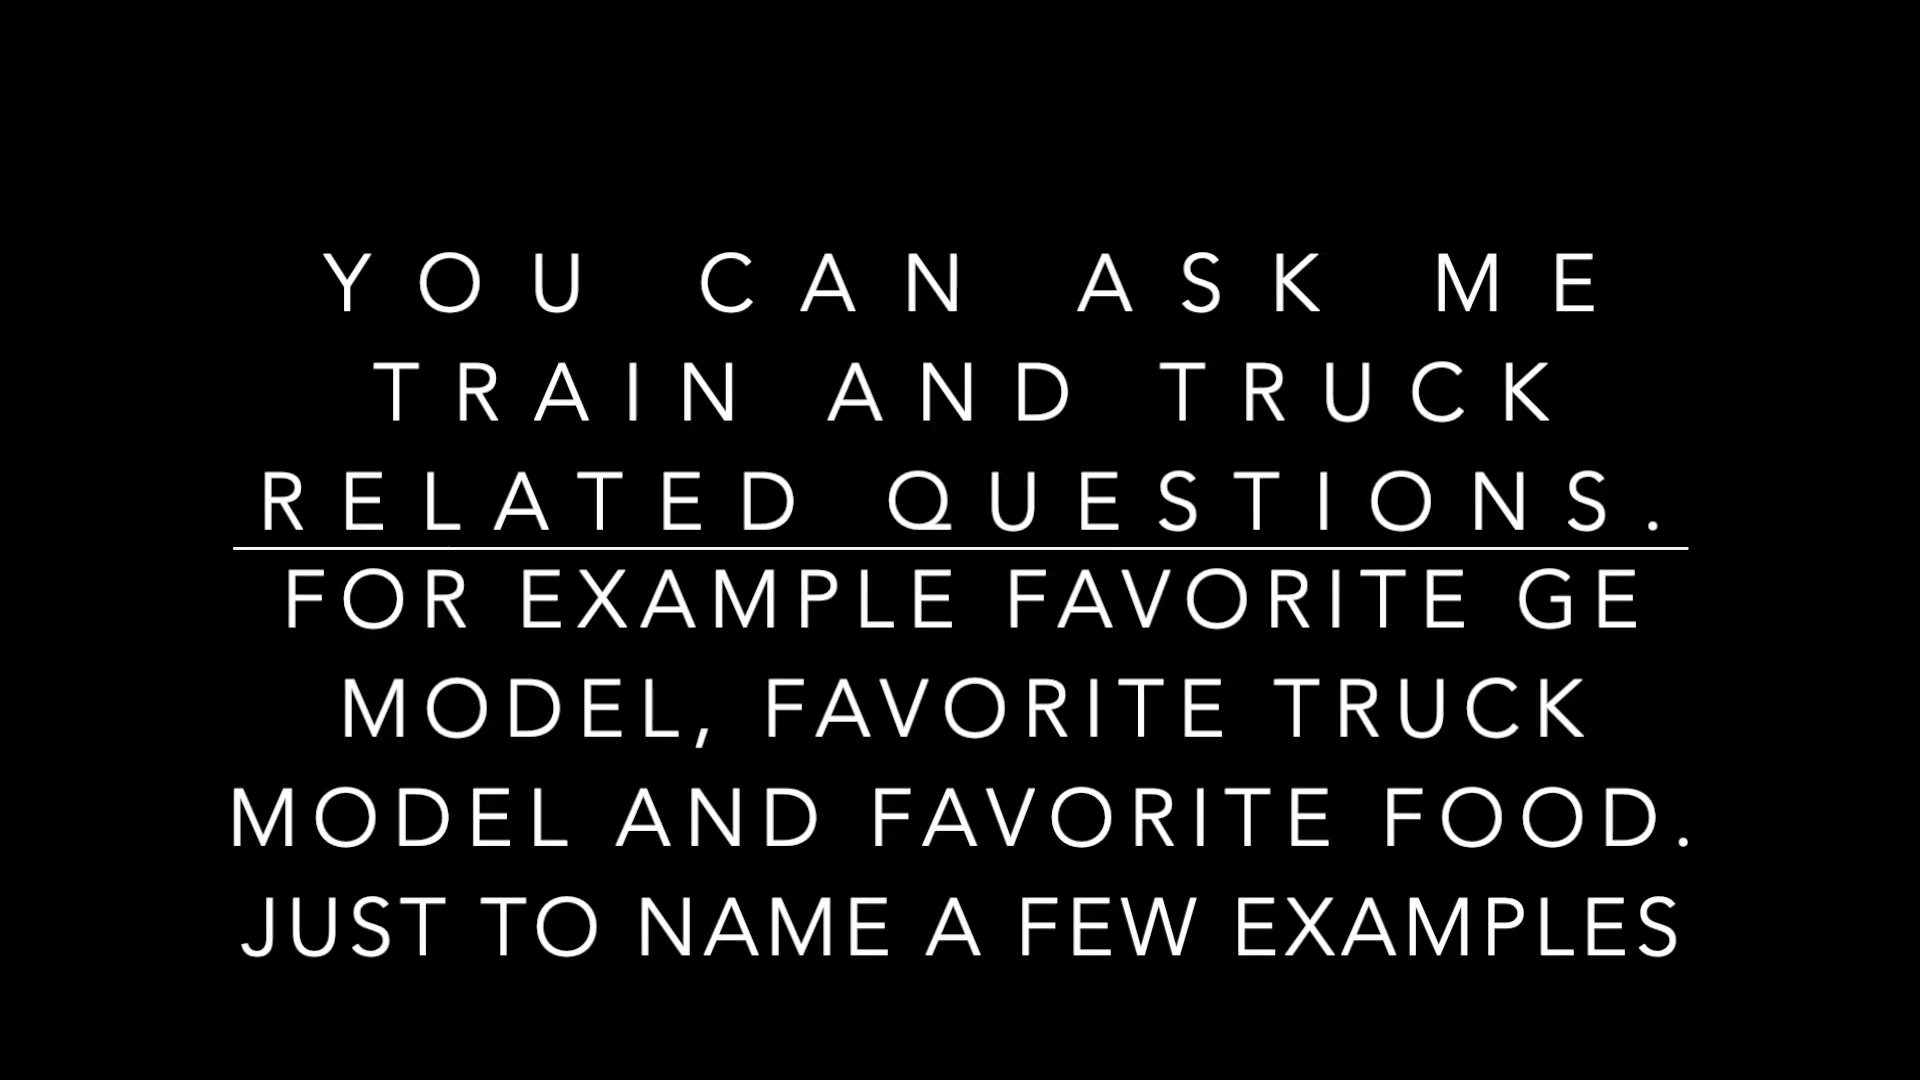 YOU CAN ASK ME
TRAIN AND TRUCK
RELATED QUESTIONS.
FOR EXAMPLE FAVORITE GE
MODEL, FAVORITE TRUCK
MODEL AND FAVORITE FOOD.
JUST TO NAME A FEW EXAMPLES